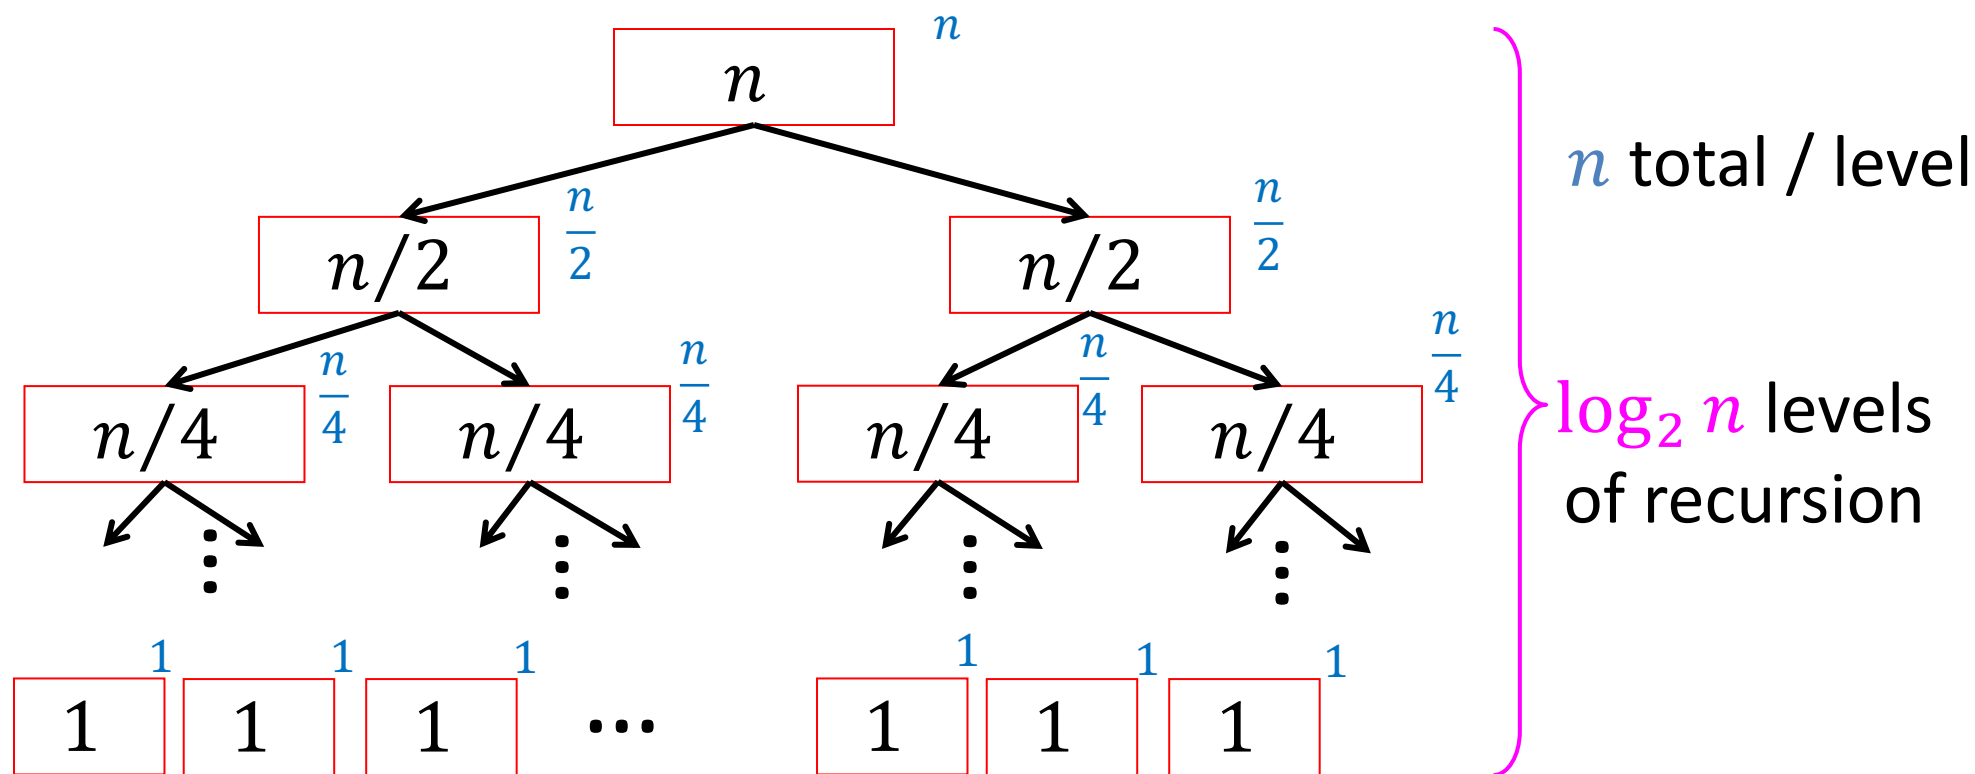 n
n
n/2
n/2
n/2
n/2
n total / level
n/4
n/4
n/4
n/4
n/4
n/4
n/4
n/4
log₂ n levels
of recursion
⋮ ⋮ ⋮ ⋮
1 1 1 1 1 1
1 1 1 … 1 1 1